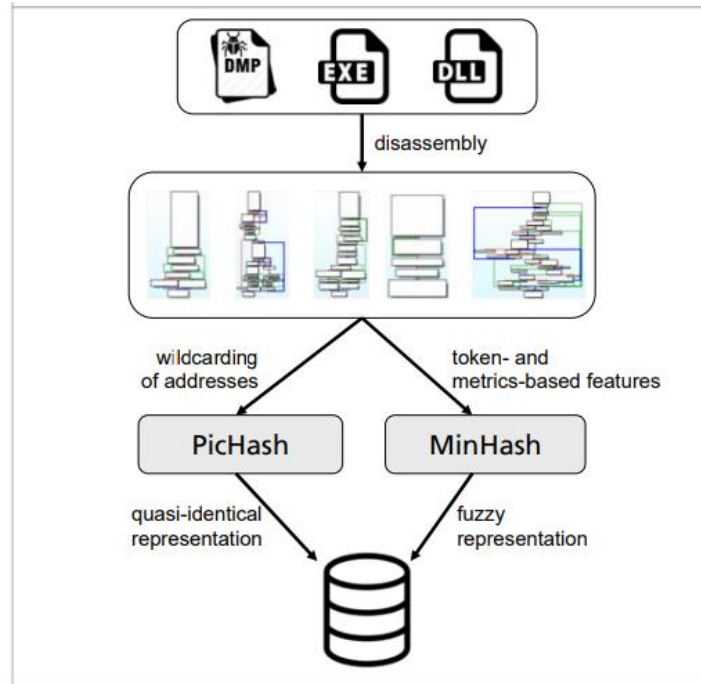 DMP
EXE
DLL
disassembly
wildcarding
of addresses
token- and
metrics-based features
PicHash
MinHash
quasi-identical
representation
fuzzy
representation